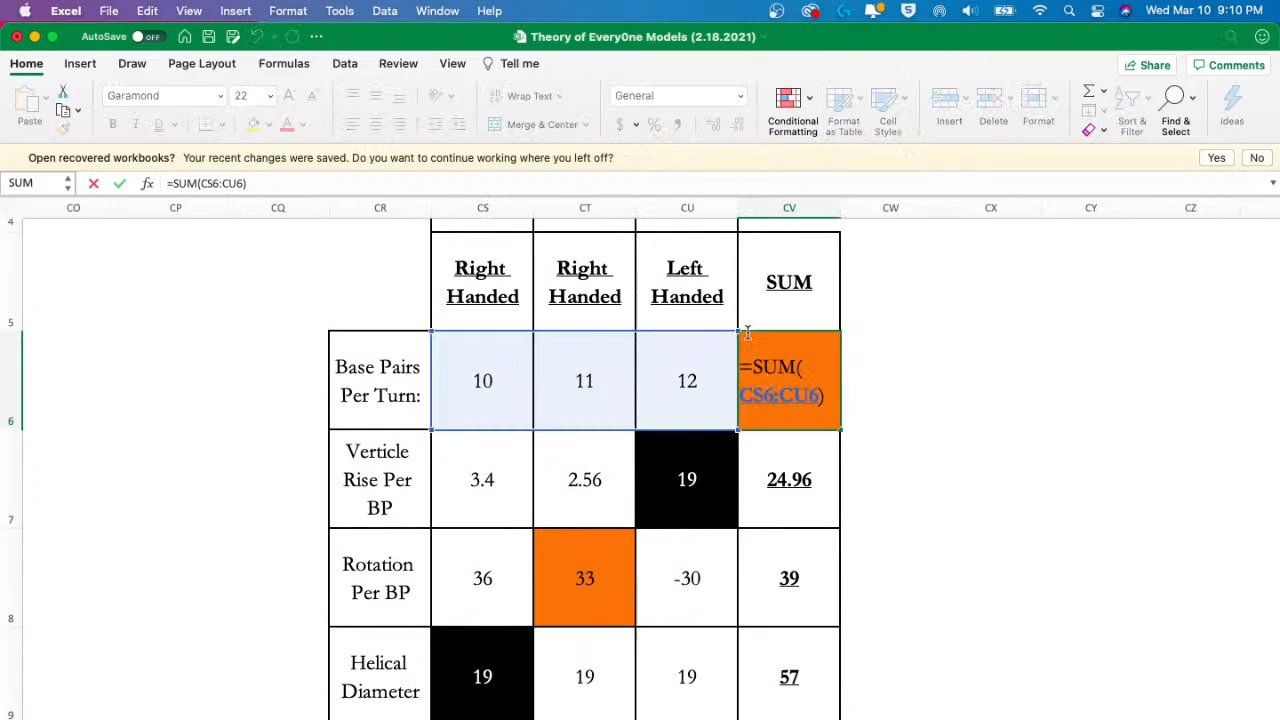 Excel File Edit View Insert Format Tools Data Window Help Wed Mar 10 9:10 PM
AutoSave OFF Theory of EveryOne Models (2.18.2021)
Home Insert Draw Page Layout Formulas Data Review View Tell me Share Comments
Garamond 22 Wrap Text General
Paste B I D Merge & Center $ % Conditional Formatting Format as Table Cell Styles Insert Delete Format Sort & Filter Find & Select Ideas
Open recovered workbooks? Your recent changes were saved. Do you want to continue working where you left off? Yes No
SUM fx =SUM(CS6:CU6)
CO CP CQ CR CS CT CU CV CW CX CY CZ
4
Right Right Left SUM
Handed Handed Handed
5
Base Pairs 10 11 12 =SUM(
Per Turn: CS6:CU6)
6
Verticle
Rise Per 3.4 2.56 19 24.96
BP
7
Rotation 36 33 -30 39
Per BP
8
Helical 19 19 19 57
Diameter
9